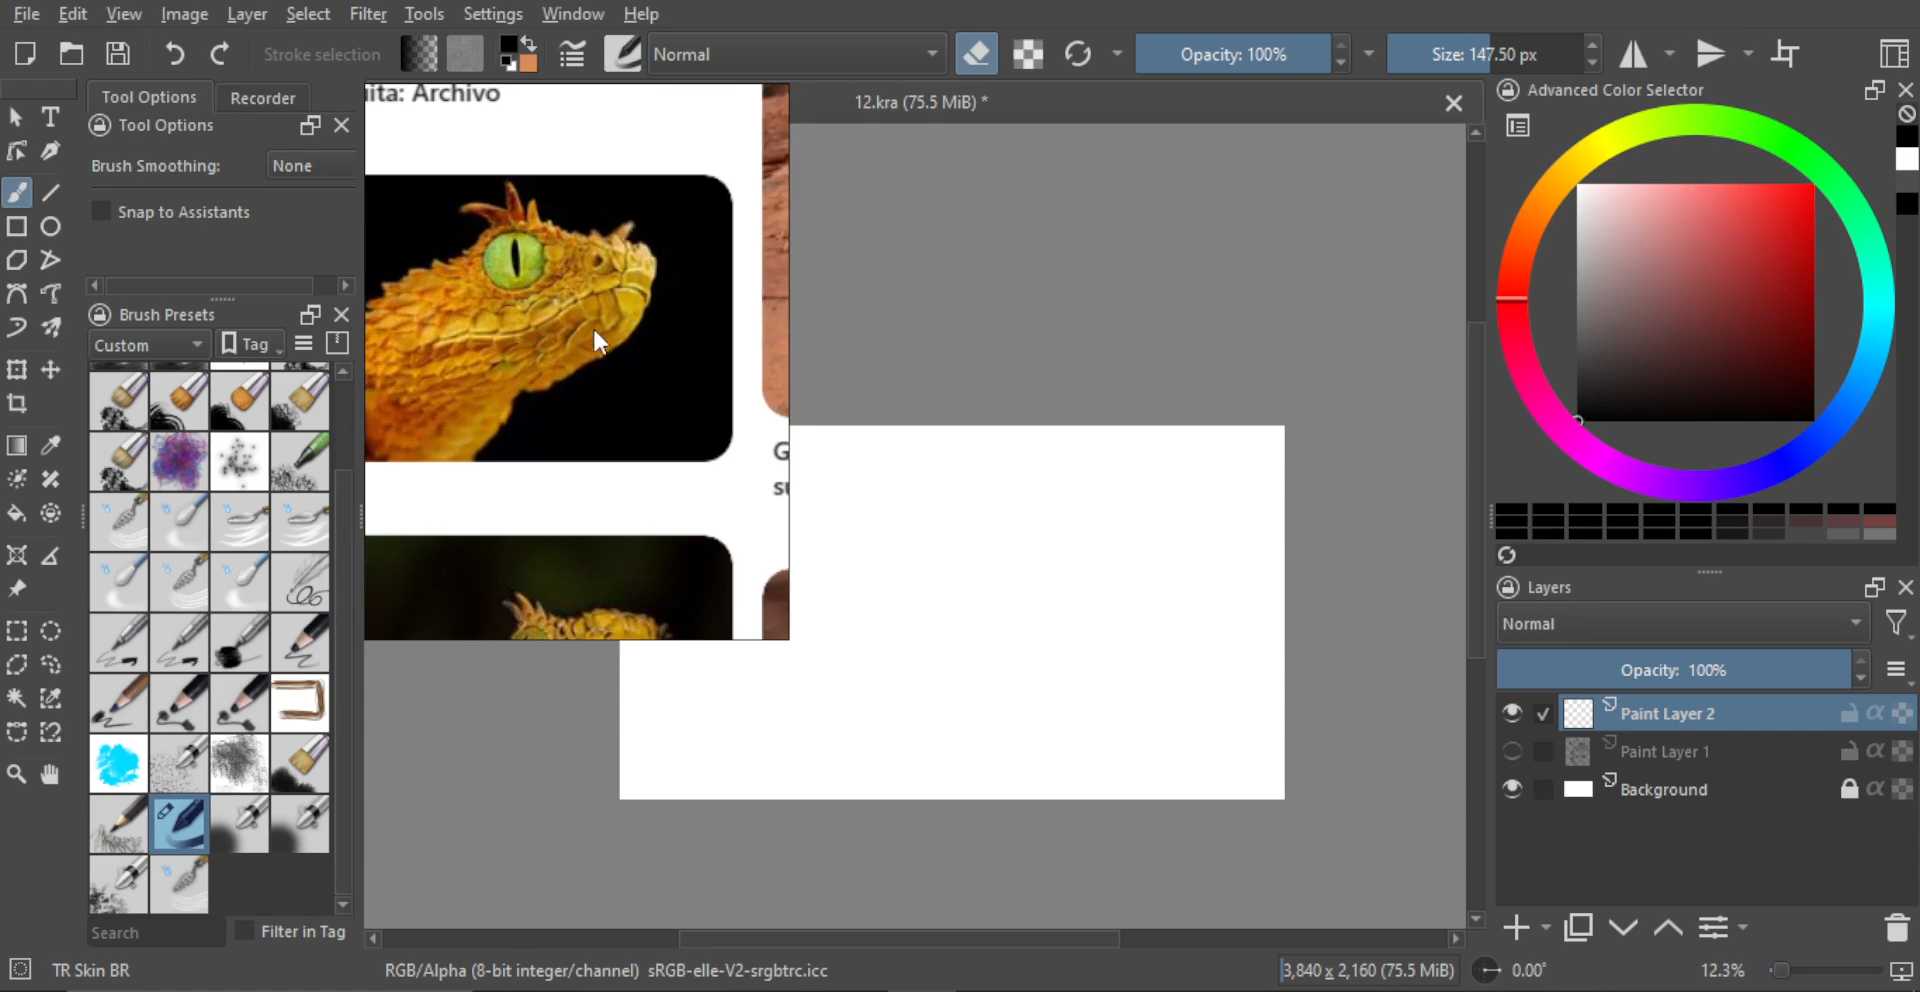 File Edit View Image Layer Select Filter Tools Settings Window Help
Stroke selection Normal Opacity: 100% Size: 147.50 px
Tool Options Recorder
Tool Options
Brush Smoothing: None
Snap to Assistants
Brush Presets
Custom Tag
Search Filter in Tag
uita: Archivo
12.kra (75.5 MiB) *
G
su
Advanced Color Selector
Layers
Normal
Opacity: 100%
Paint Layer 2
Paint Layer 1
Background
TR Skin BR RGB/Alpha (8-bit integer/channel) sRGB-elle-V2-srgbtrc.icc 3,840 x 2,160 (75.5 MiB) 0.00° 12.3%